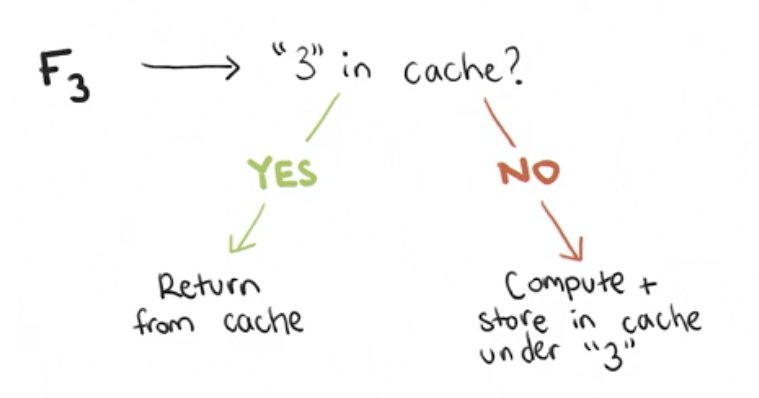 F3 → "3" in cache?
YES
NO
Return
from cache
Compute +
store in cache
under "3"